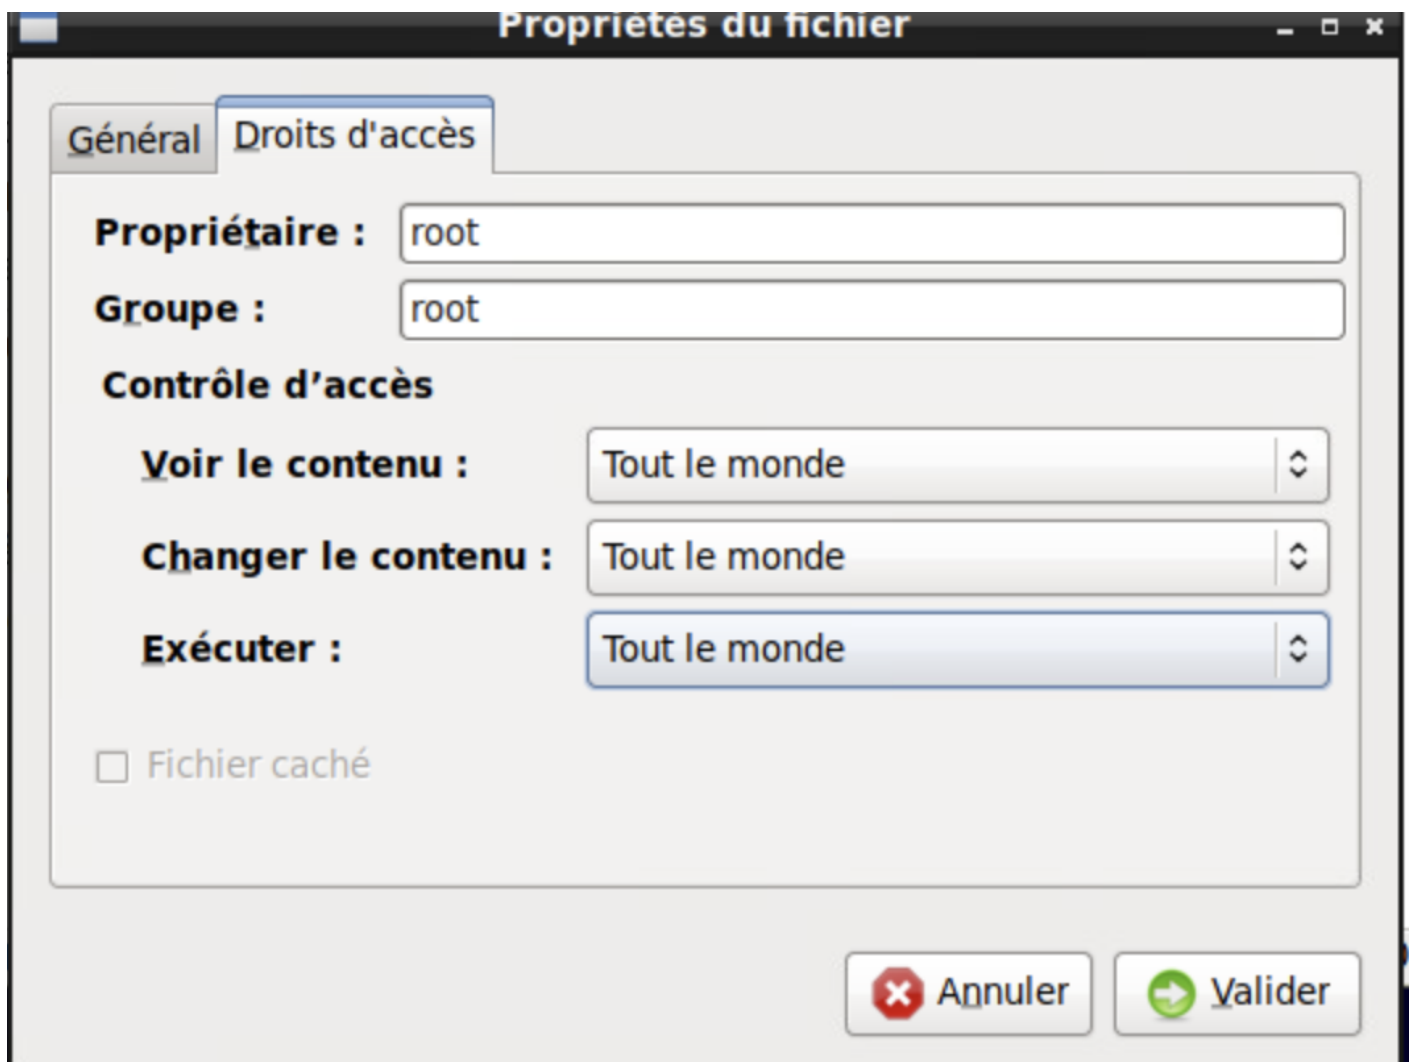 Propriétés du fichier
Général
Droits d'accès
Propriétaire : root
Groupe : root
Contrôle d’accès
Voir le contenu : Tout le monde
Changer le contenu : Tout le monde
Exécuter : Tout le monde
Fichier caché
Annuler
Valider